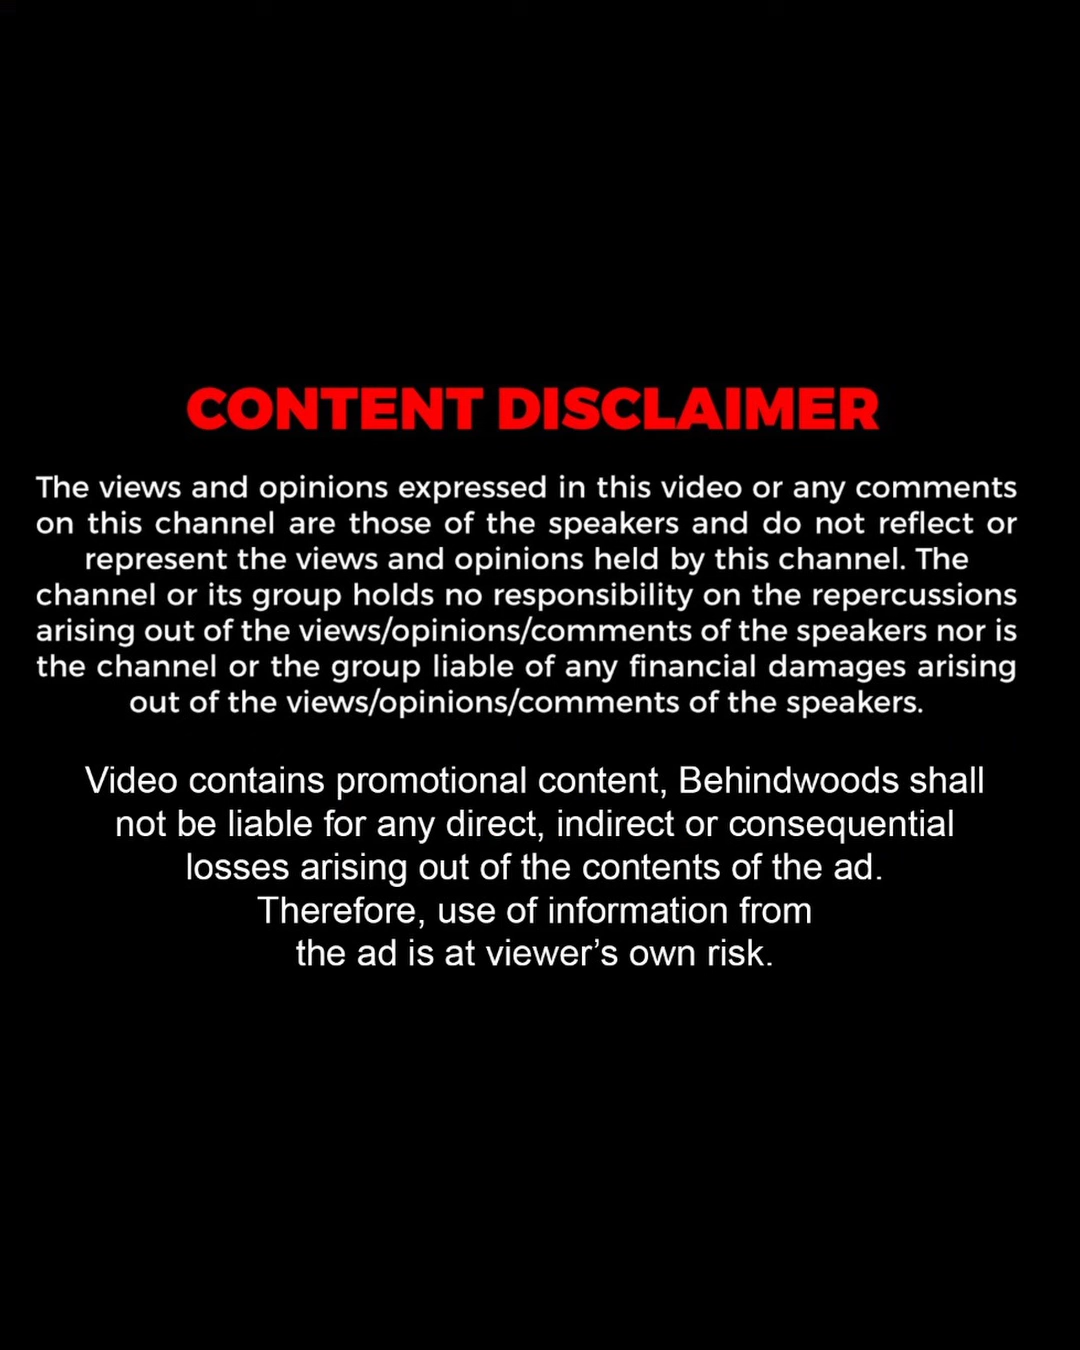 CONTENT DISCLAIMER
The views and opinions expressed in this video or any comments
on this channel are those of the speakers and do not reflect or
represent the views and opinions held by this channel. The
channel or its group holds no responsibility on the repercussions
arising out of the views/opinions/comments of the speakers nor is
the channel or the group liable of any financial damages arising
out of the views/opinions/comments of the speakers.
Video contains promotional content, Behindwoods shall
not be liable for any direct, indirect or consequential
losses arising out of the contents of the ad.
Therefore, use of information from
the ad is at viewer’s own risk.